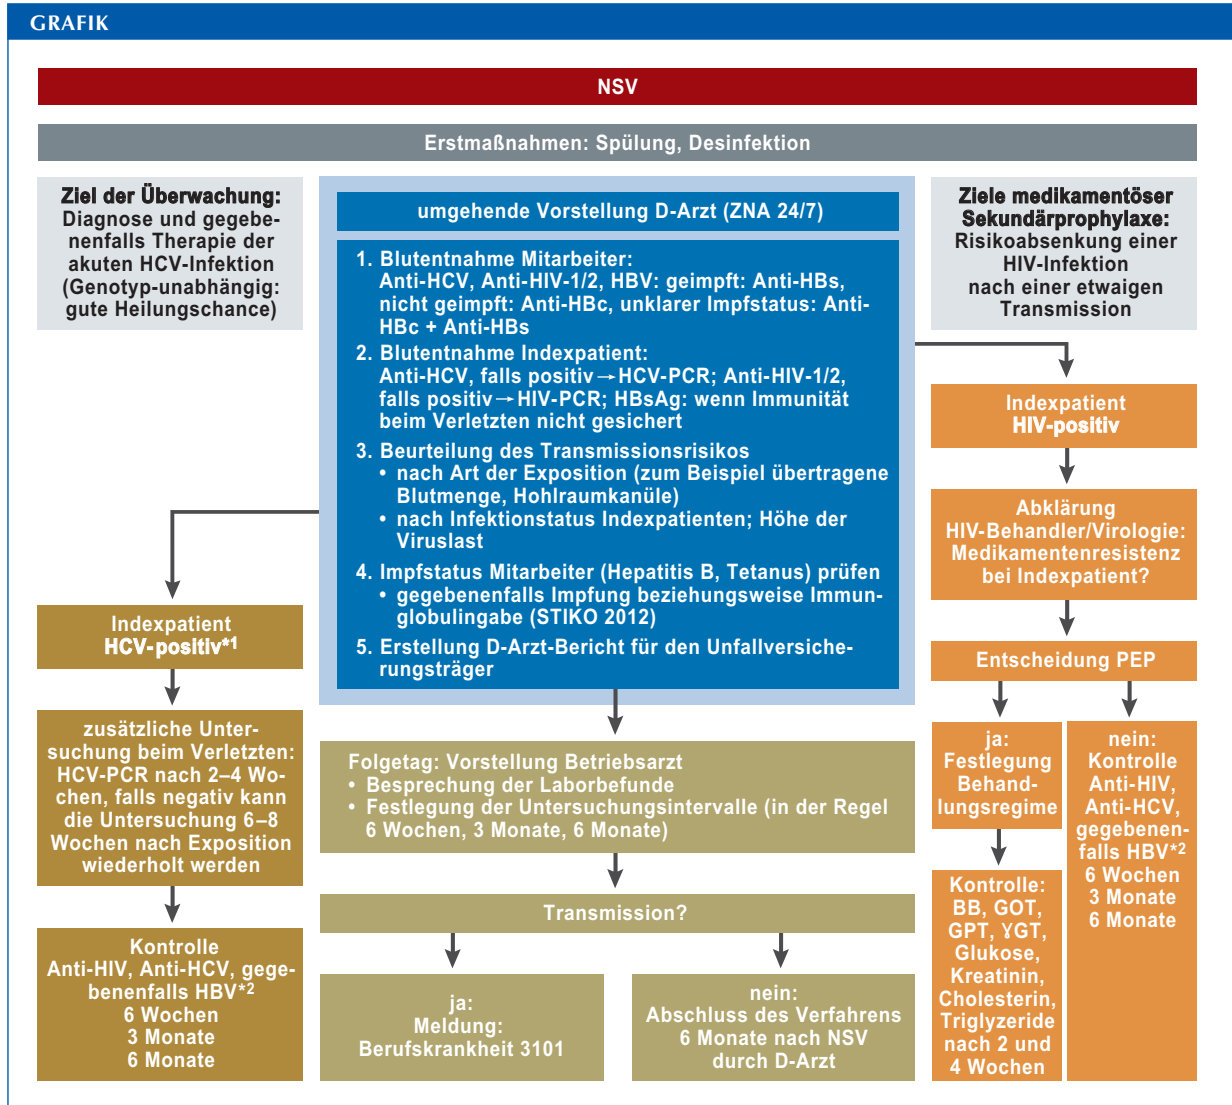 GRAFIK
NSV
Erstmaßnahmen: Spülung, Desinfektion
Ziel der Überwachung:
Diagnose und gegebe-
nenfalls Therapie der
akuten HCV-Infektion
(Genotyp-unabhängig:
gute Heilungschance)
umgehende Vorstellung D-Arzt (ZNA 24/7)
1. Blutentnahme Mitarbeiter:
Anti-HCV, Anti-HIV-1/2, HBV: geimpft: Anti-HBs,
nicht geimpft: Anti-HBc, unklarer Impfstatus: Anti-
HBc + Anti-HBs
2. Blutentnahme Indexpatient:
Anti-HCV, falls positiv→HCV-PCR; Anti-HIV-1/2,
falls positiv→HIV-PCR; HBsAg: wenn Immunität
beim Verletzten nicht gesichert
3. Beurteilung des Transmissionsrisikos
• nach Art der Exposition (zum Beispiel übertragene
Blutmenge, Hohlraumkanüle)
• nach Infektionstatus Indexpatienten; Höhe der
Viruslast
4. Impfstatus Mitarbeiter (Hepatitis B, Tetanus) prüfen
• gegebenenfalls Impfung beziehungsweise Immun-
globulingabe (STIKO 2012)
5. Erstellung D-Arzt-Bericht für den Unfallversiche-
rungsträger
Ziele medikamentöser
Sekundärprophylaxe:
Risikoabsenkung einer
HIV-Infektion
nach einer etwaigen
Transmission
Indexpatient
HCV-positiv*1
zusätzliche Unter-
suchung beim Verletzten:
HCV-PCR nach 2–4 Wo-
chen, falls negativ kann
die Untersuchung 6–8
Wochen nach Exposition
wiederholt werden
Kontrolle
Anti-HIV, Anti-HCV, gege-
benenfalls HBV*2
6 Wochen
3 Monate
6 Monate
Folgetag: Vorstellung Betriebsarzt
• Besprechung der Laborbefunde
• Festlegung der Untersuchungsintervalle (in der Regel
6 Wochen, 3 Monate, 6 Monate)
Transmission?
ja:
Meldung:
Berufskrankheit 3101
nein:
Abschluss des Verfahrens
6 Monate nach NSV
durch D-Arzt
Indexpatient
HIV-positiv
Abklärung
HIV-Behandler/Virologie:
Medikamentenresistenz
bei Indexpatient?
Entscheidung PEP
ja:
Festlegung
Behand-
lungsregime
Kontrolle:
BB, GOT,
GPT, ɣGT,
Glukose,
Kreatinin,
Cholesterin,
Triglyzeride
nach 2 und
4 Wochen
nein:
Kontrolle
Anti-HIV,
Anti-HCV,
gegebenen-
falls HBV*2
6 Wochen
3 Monate
6 Monate